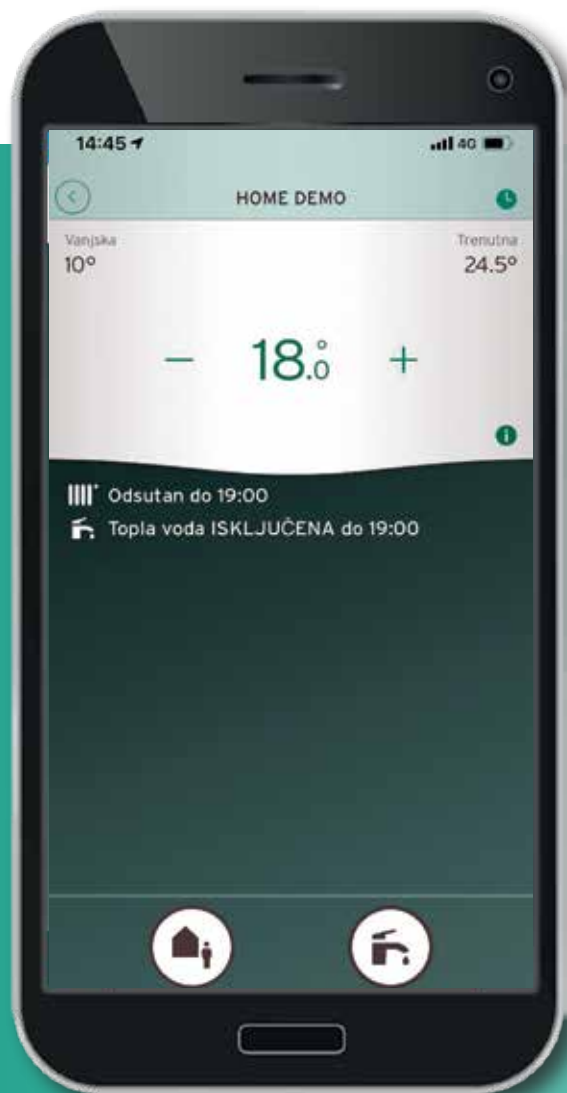 14:45
4G
HOME DEMO
Vanjska
Trenutna
10°
24.5°
− 18.0° +
Odsutan do 19:00
Topla voda ISKLJUČENA do 19:00